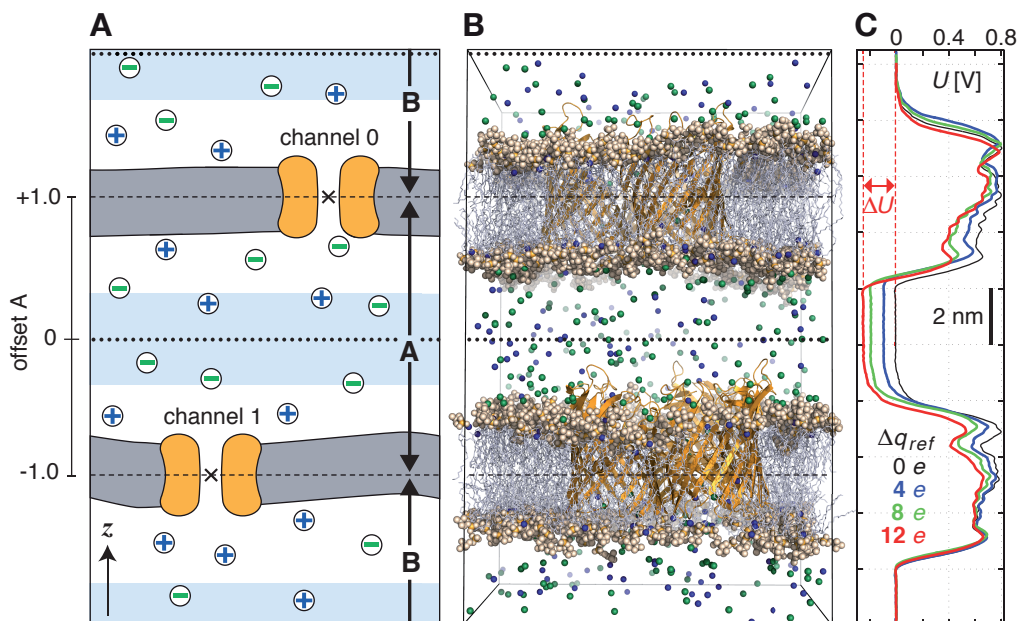 A
B
C
0
0.4
0.8
U [V]
B
channel 0
+1.0
ΔU
offset A
0
2 nm
A
channel 1
-1.0
Δq_ref
0 e
4 e
8 e
12 e
z
B